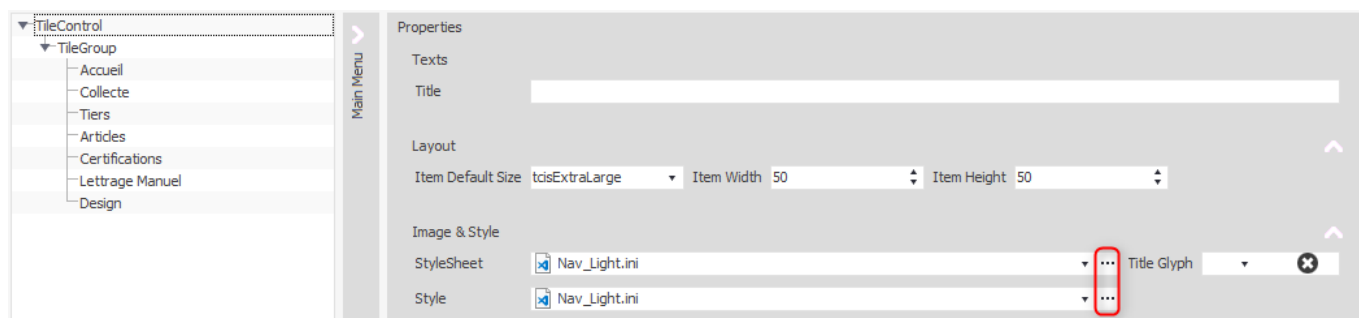 TileControl
TileGroup
Accueil
Collecte
Tiers
Articles
Certifications
Lettrage Manuel
Design
Main Menu
Properties
Texts
Title
Layout
Item Default Size tcisExtraLarge Item Width 50 Item Height 50
Image & Style
StyleSheet Nav_Light.ini ... Title Glyph
Style Nav_Light.ini ...